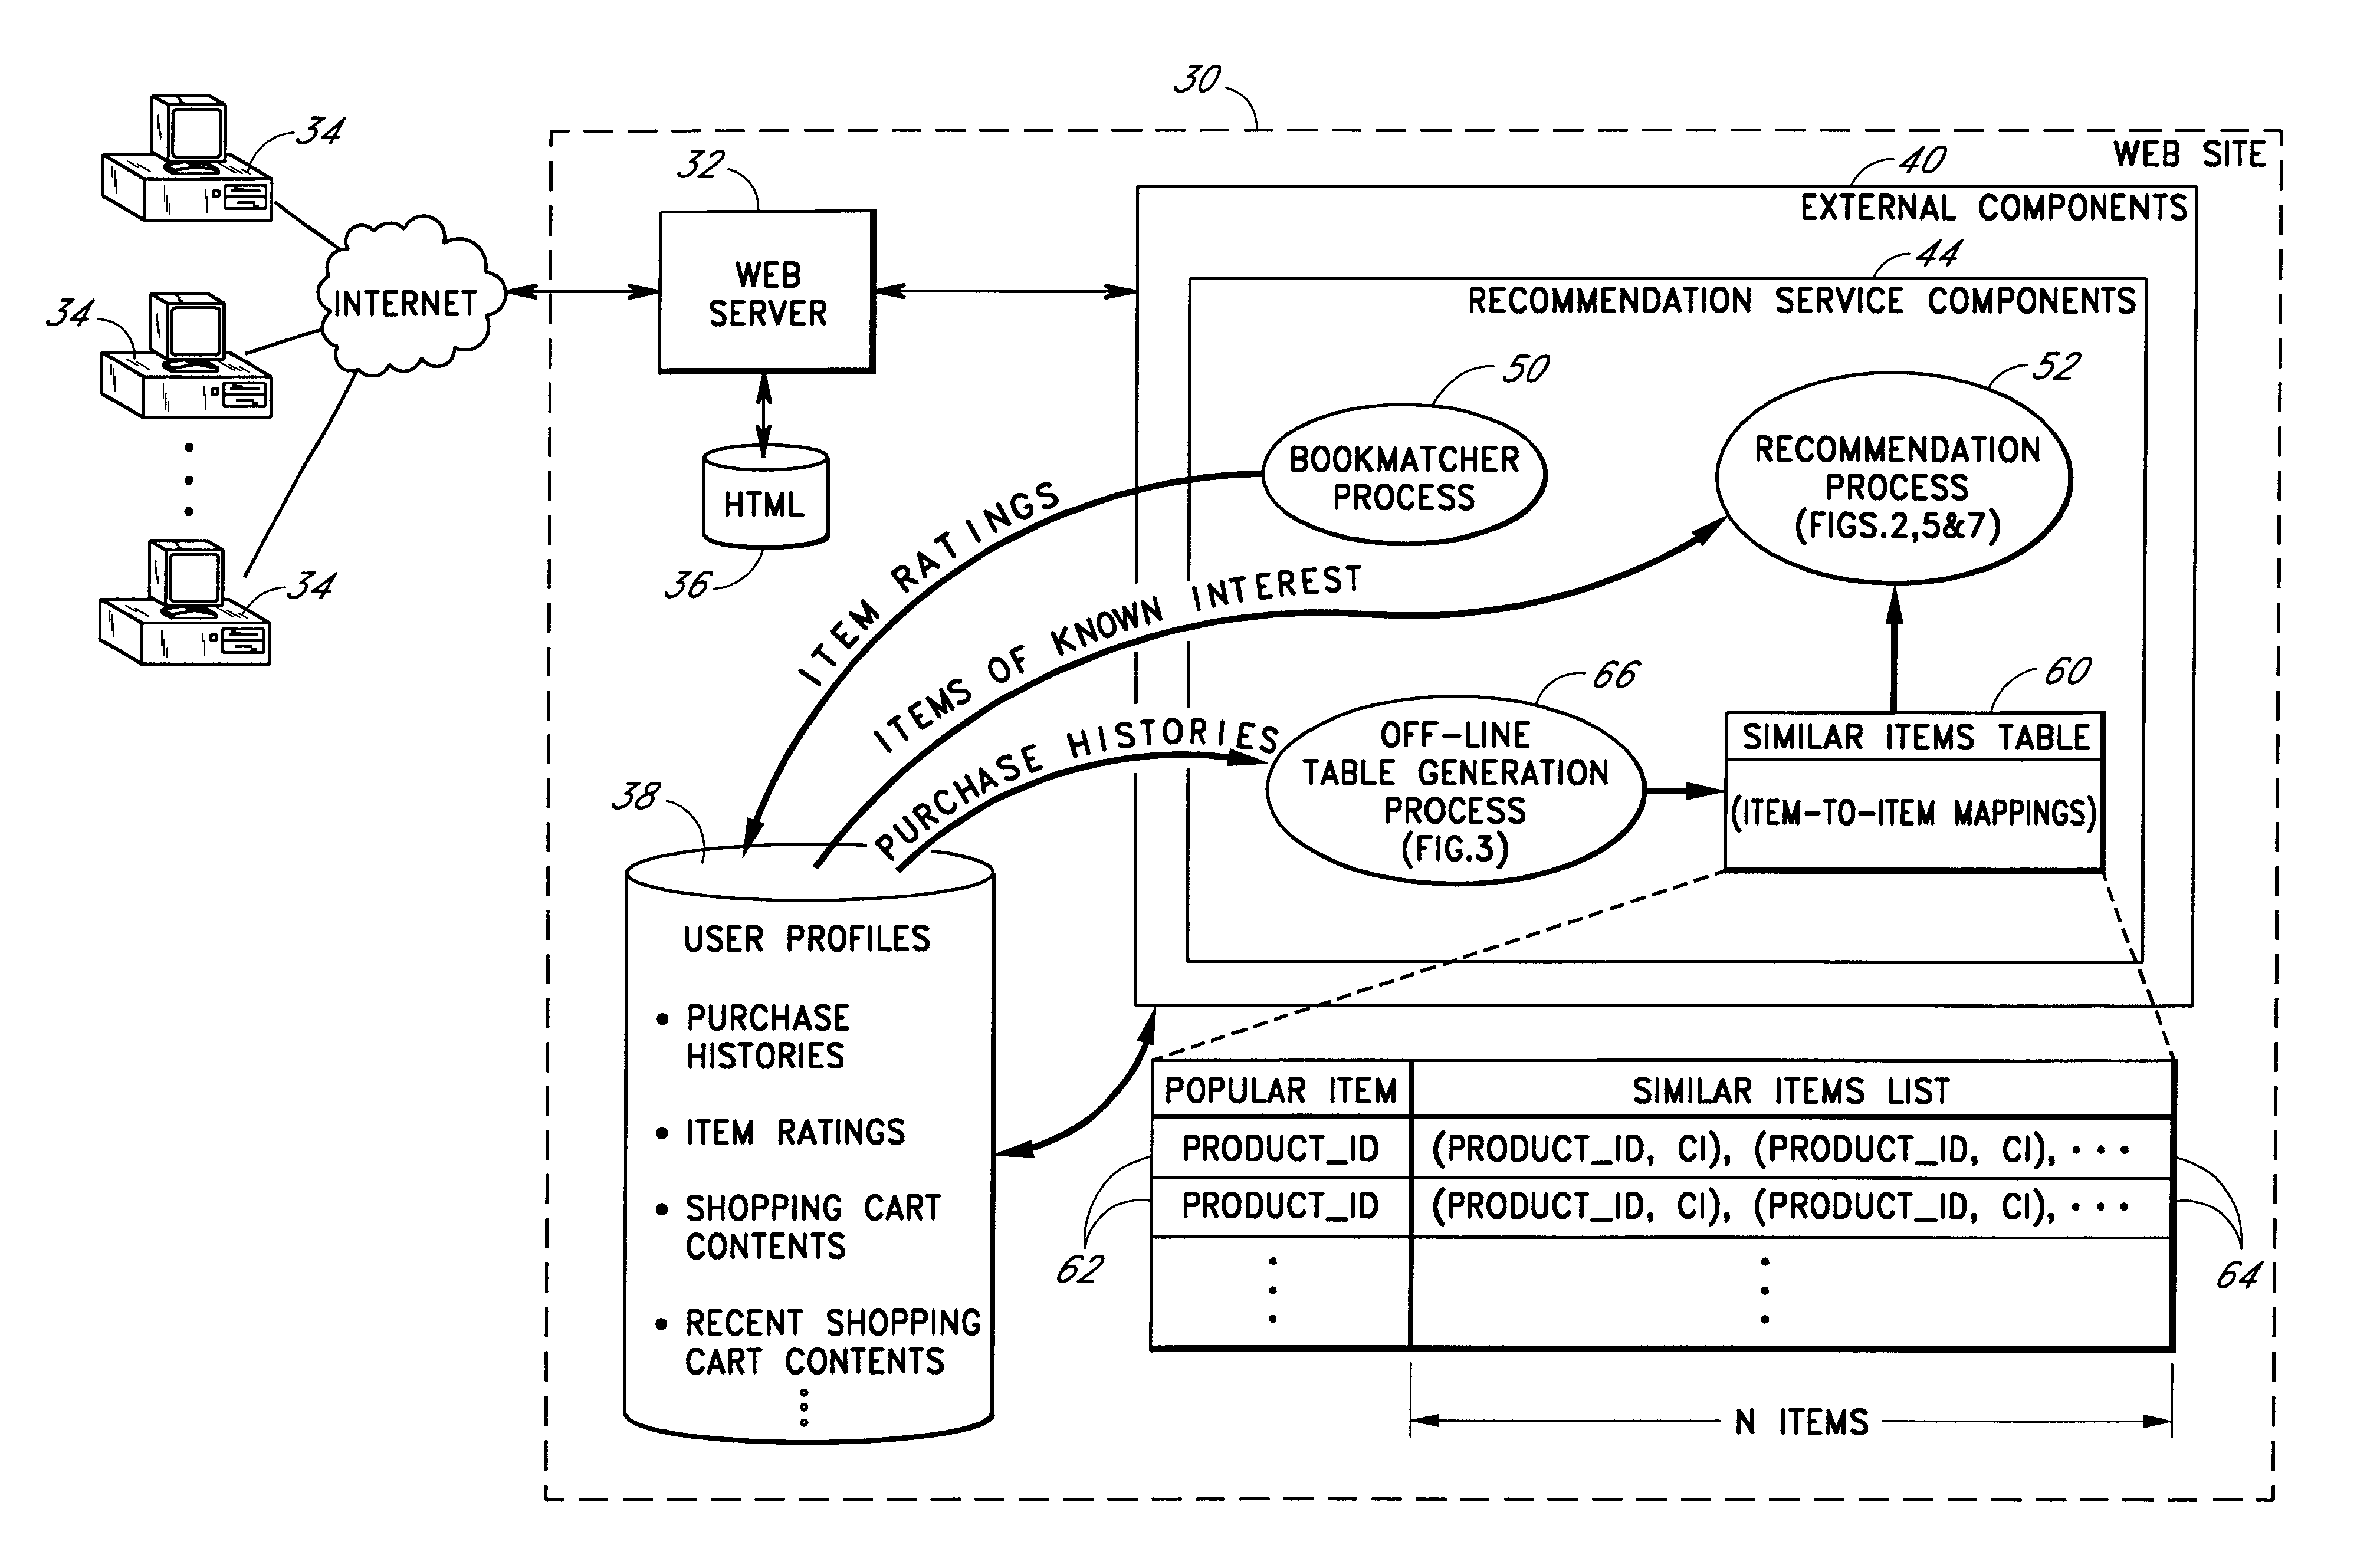 30
WEB SITE
34
32
40
EXTERNAL COMPONENTS
44
RECOMMENDATION SERVICE COMPONENTS
34
INTERNET
WEB
SERVER
50
52
BOOKMATCHER
PROCESS
RECOMMENDATION
PROCESS
(FIGS.2,5&7)
HTML
36
34
ITEM RATINGS
ITEMS OF KNOWN INTEREST
PURCHASE HISTORIES
66
60
OFF-LINE
TABLE GENERATION
PROCESS
(FIG.3)
SIMILAR ITEMS TABLE
(ITEM-TO-ITEM MAPPINGS)
38
USER PROFILES
• PURCHASE
HISTORIES
• ITEM RATINGS
• SHOPPING CART
CONTENTS
• RECENT SHOPPING
CART CONTENTS
POPULAR ITEM
SIMILAR ITEMS LIST
PRODUCT_ID
(PRODUCT_ID, CI), (PRODUCT_ID, CI), ···
PRODUCT_ID
(PRODUCT_ID, CI), (PRODUCT_ID, CI), ···
62
64
N ITEMS